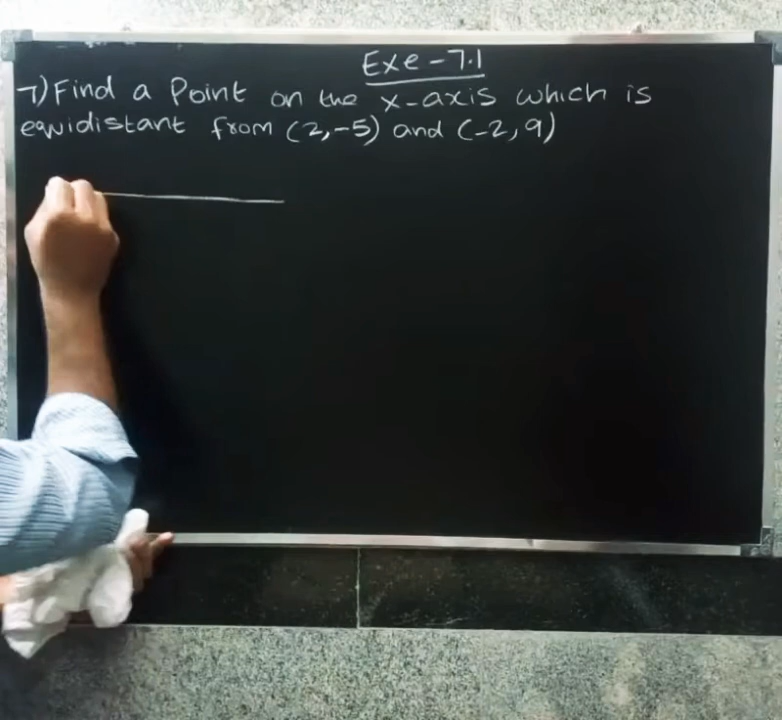 Exe-7.1
7) Find a Point on the x-axis which is
equidistant from (2,-5) and (-2,9)